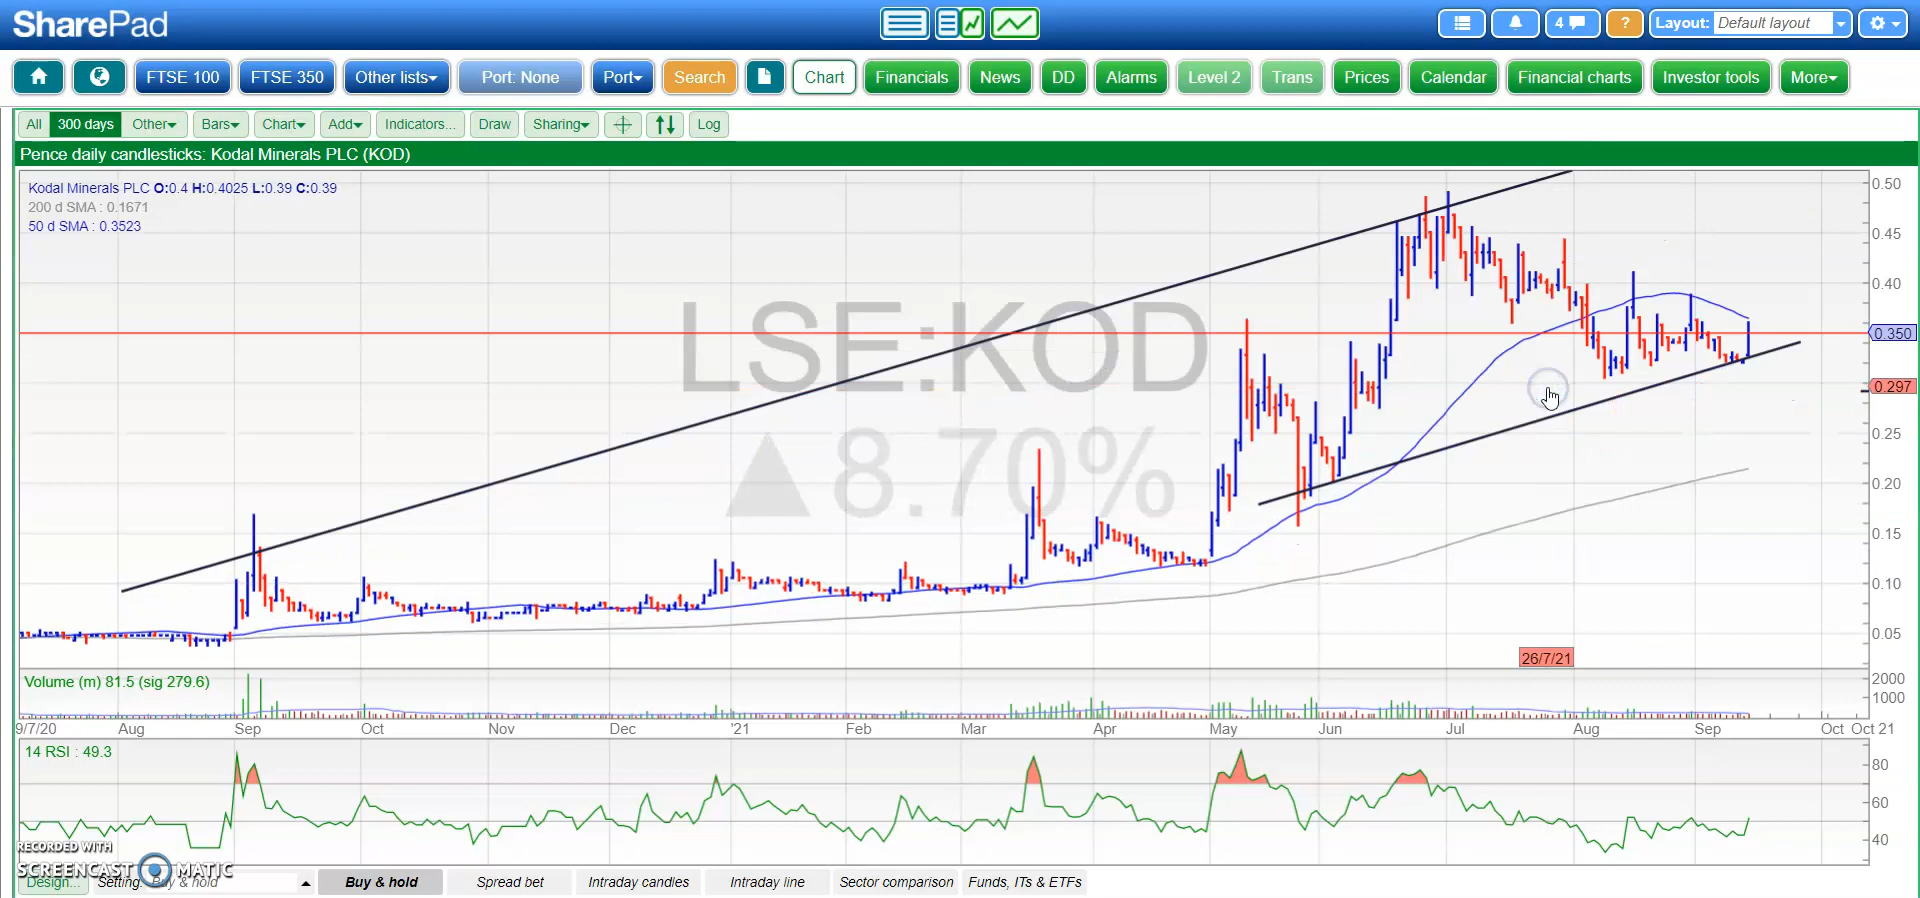 SharePad
4
?
Layout: Default layout
FTSE 100 FTSE 350 Other lists Port: None Port Search Chart Financials News DD Alarms Level 2 Trans Prices Calendar Financial charts Investor tools More
All 300 days Other Bars Chart Add Indicators... Draw Sharing Log
Pence daily candlesticks: Kodal Minerals PLC (KOD)
Kodal Minerals PLC O:0.4 H:0.4025 L:0.39 C:0.39
200 d SMA : 0.1671
50 d SMA : 0.3523
LSE:KOD
▲8.70%
0.50
0.45
0.40
0.350
0.297
0.25
0.20
0.15
0.10
0.05
26/7/21
Volume (m) 81.5 (sig 279.6)
2000
1000
9/7/20 Aug Sep Oct Nov Dec '21 Feb Mar Apr May Jun Jul Aug Sep Oct Oct 21
14 RSI : 49.3
80
60
40
RECORDED WITH
SCREENCAST MATIC
Design... Setting: Buy & hold Buy & hold Spread bet Intraday candles Intraday line Sector comparison Funds, ITs & ETFs